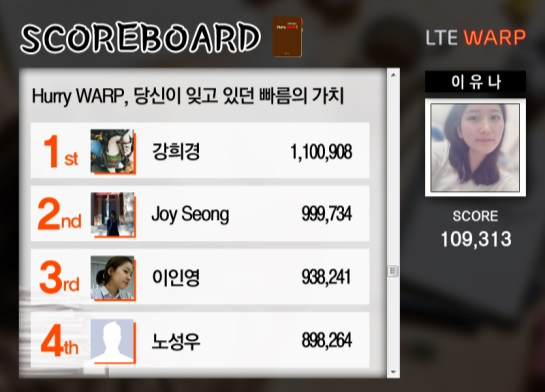 SCOREBOARD
LTE WARP
Hurry WARP, 당신이 잊고 있던 빠름의 가치
1st 강희경 1,100,908
2nd Joy Seong 999,734
3rd 이인영 938,241
4th 노성우 898,264
이유나
SCORE
109,313